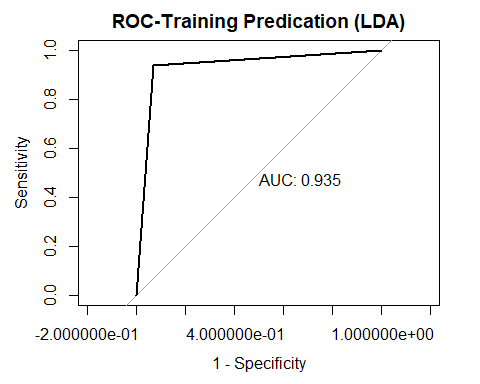 ROC-Training Predication (LDA)
1.0
0.8
0.6
0.4
0.2
0.0
Sensitivity
AUC: 0.935
-2.000000e-01 4.000000e-01 1.000000e+00
1 - Specificity